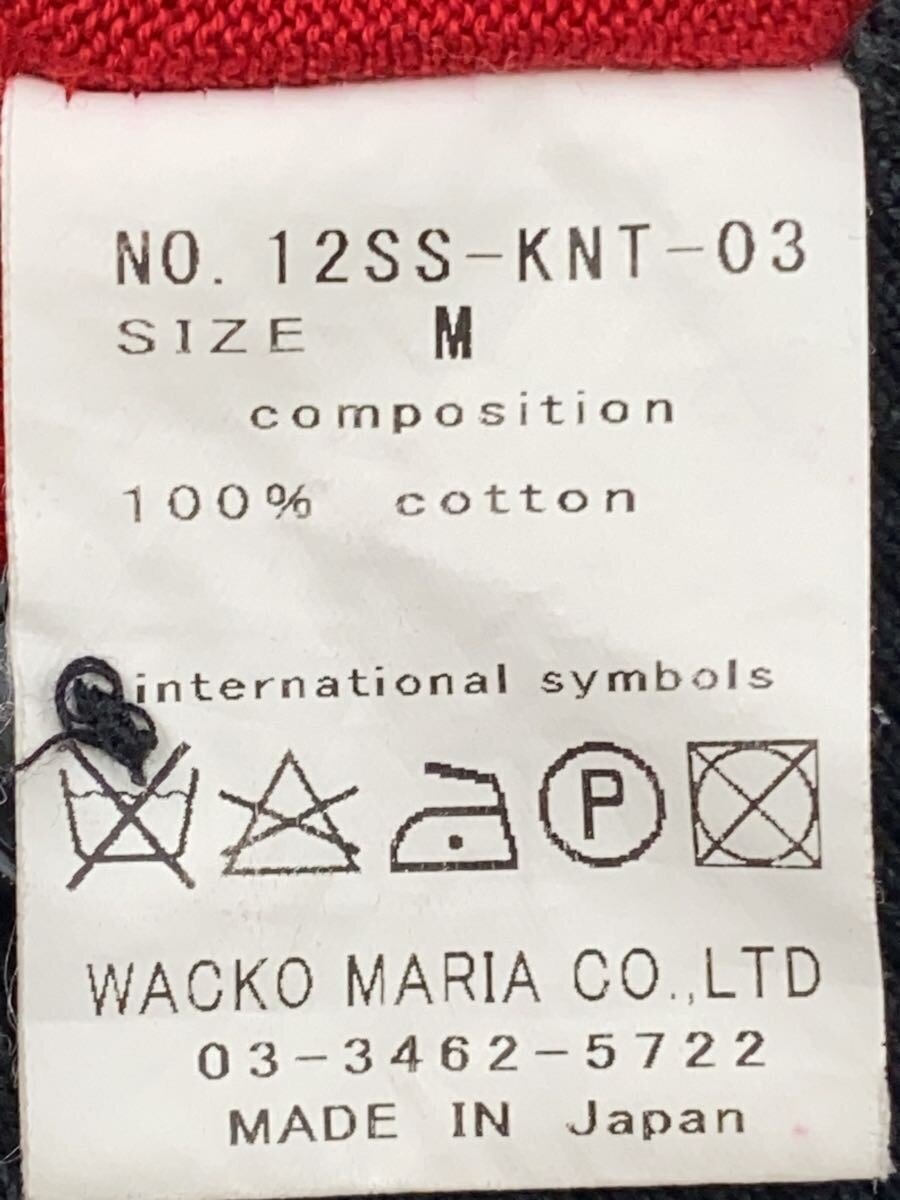 NO. 12SS-KNT-03
SIZE M
composition
100% cotton
international symbols
P
WACKO MARIA CO.,LTD
03-3462-5722
MADE IN Japan